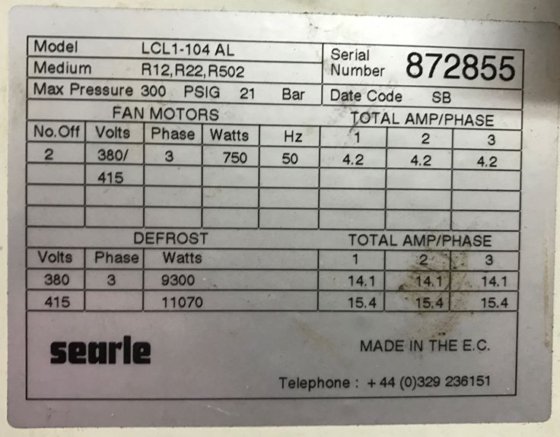 Model LCL1-104 AL
Serial Number 872855
Medium R12,R22,R502
Max Pressure 300 PSIG 21 Bar Date Code SB
FAN MOTORS TOTAL AMP/PHASE
No.Off Volts Phase Watts Hz 1 2 3
2 380/ 3 750 50 4.2 4.2 4.2
415
DEFROST TOTAL AMP/PHASE
Volts Phase Watts 1 2 3
380 3 9300 14.1 14.1 14.1
415 11070 15.4 15.4 15.4
searle MADE IN THE E.C.
Telephone : +44 (0)329 236151